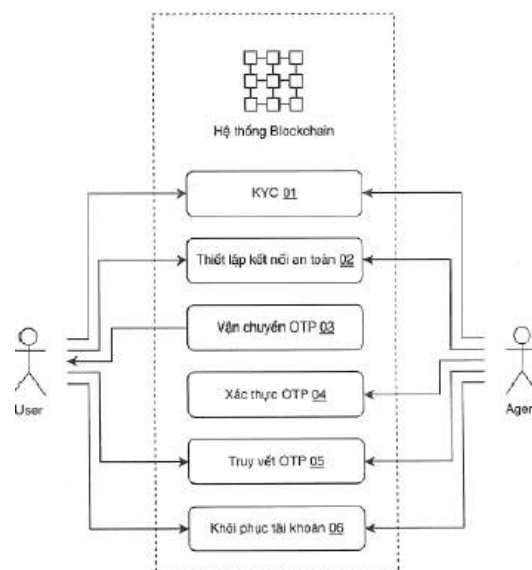 Hệ thống Blockchain
KYC 01
Thiết lập kết nối an toàn 02
Vận chuyển OTP 03
Xác thực OTP 04
Truy vết OTP 05
Khôi phục tài khoản 06
User
Agen